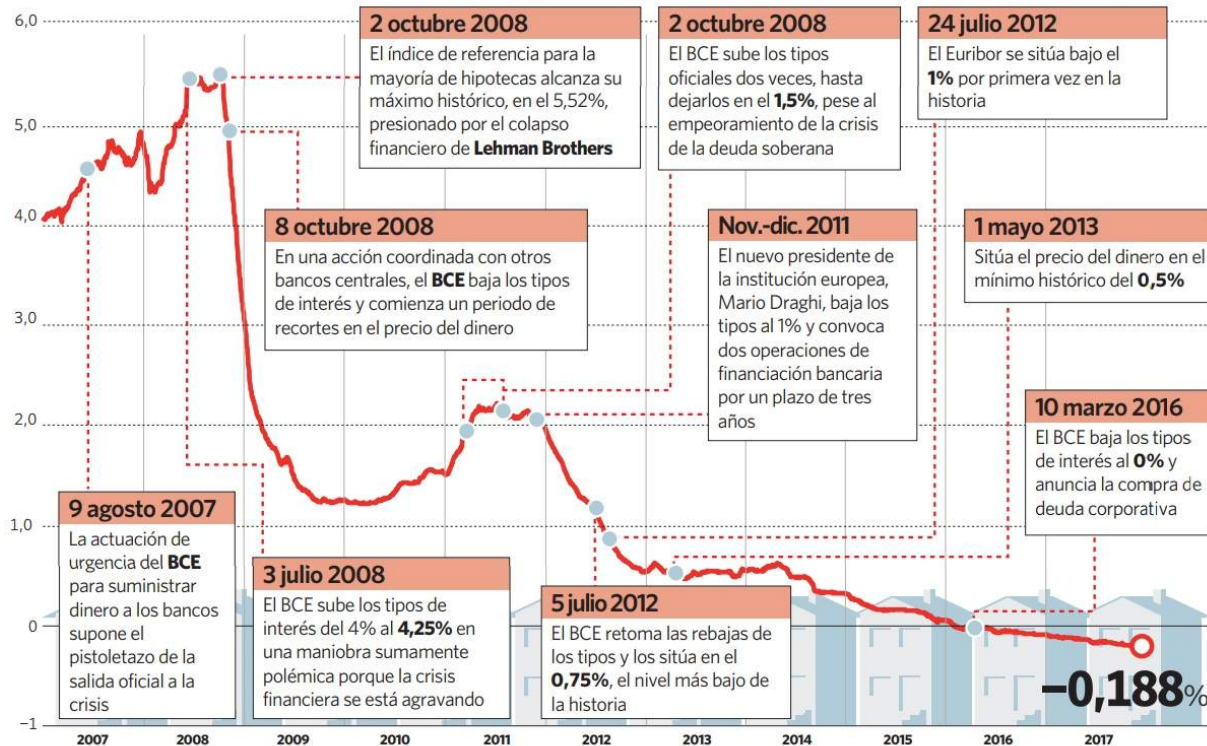 6,0
5,0
4,0
3,0
2,0
1,0
0
−1
2 octubre 2008
El índice de referencia para la
mayoría de hipotecas alcanza su
máximo histórico, en el 5,52%,
presionado por el colapso
financiero de Lehman Brothers
2 octubre 2008
El BCE sube los tipos
oficiales dos veces, hasta
dejarlos en el 1,5%, pese al
empeoramiento de la crisis
de la deuda soberana
24 julio 2012
El Euribor se sitúa bajo el
1% por primera vez en la
historia
8 octubre 2008
En una acción coordinada con otros
bancos centrales, el BCE baja los tipos
de interés y comienza un periodo de
recortes en el precio del dinero
Nov.-dic. 2011
El nuevo presidente de
la institución europea,
Mario Draghi, baja los
tipos al 1% y convoca
dos operaciones de
financiación bancaria
por un plazo de tres
años
1 mayo 2013
Sitúa el precio del dinero en el
mínimo histórico del 0,5%
10 marzo 2016
El BCE baja los tipos
de interés al 0% y
anuncia la compra de
deuda corporativa
9 agosto 2007
La actuación de
urgencia del BCE
para suministrar
dinero a los bancos
supone el
pistoletazo de la
salida oficial a la
crisis
3 julio 2008
El BCE sube los tipos de
interés del 4% al 4,25% en
una maniobra sumamente
polémica porque la crisis
financiera se está agravando
5 julio 2012
El BCE retoma las rebajas de
los tipos y los sitúa en el
0,75%, el nivel más bajo de
la historia
−0,188%
2007 2008 2009 2010 2011 2012 2013 2014 2015 2016 2017